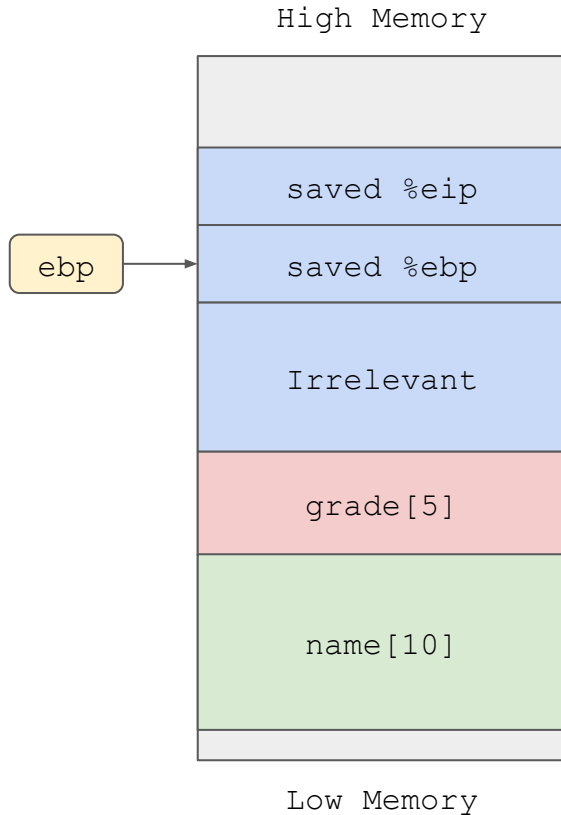 High Memory
saved %eip
ebp
saved %ebp
Irrelevant
grade[5]
name[10]
Low Memory